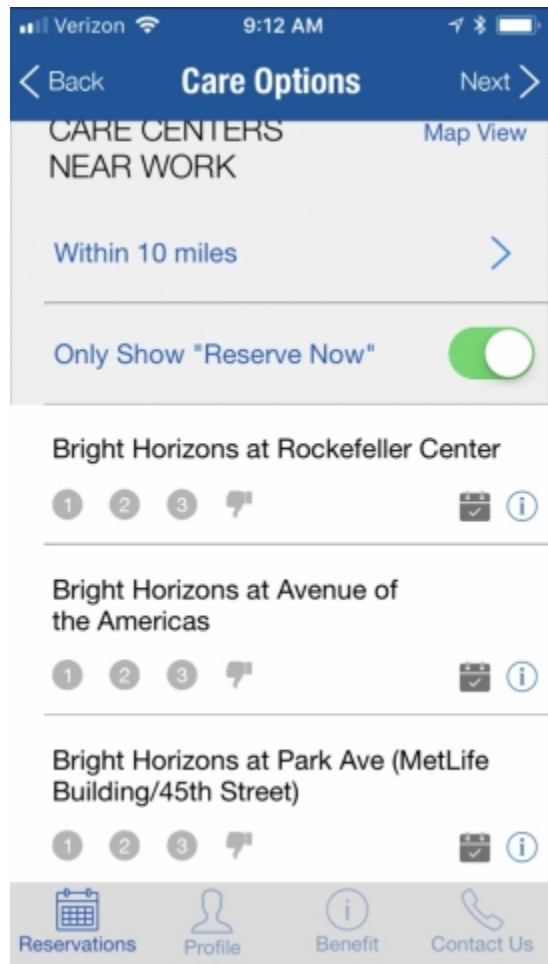 Verizon 9:12 AM
Back Care Options Next
CARE CENTERS Map View
NEAR WORK
Within 10 miles
Only Show "Reserve Now"
Bright Horizons at Rockefeller Center
1 2 3
Bright Horizons at Avenue of
the Americas
1 2 3
Bright Horizons at Park Ave (MetLife
Building/45th Street)
1 2 3
Reservations Profile Benefit Contact Us